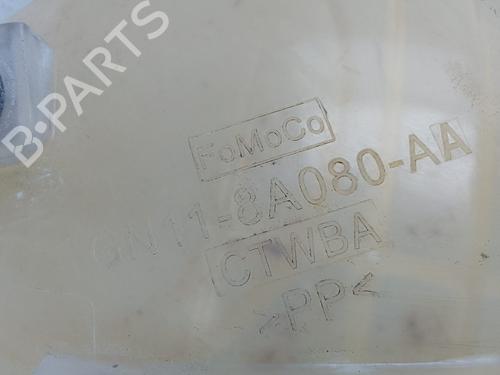 B-PARTS
FoMoCo
GN11-8A080-AA
CTWBA
>PP<